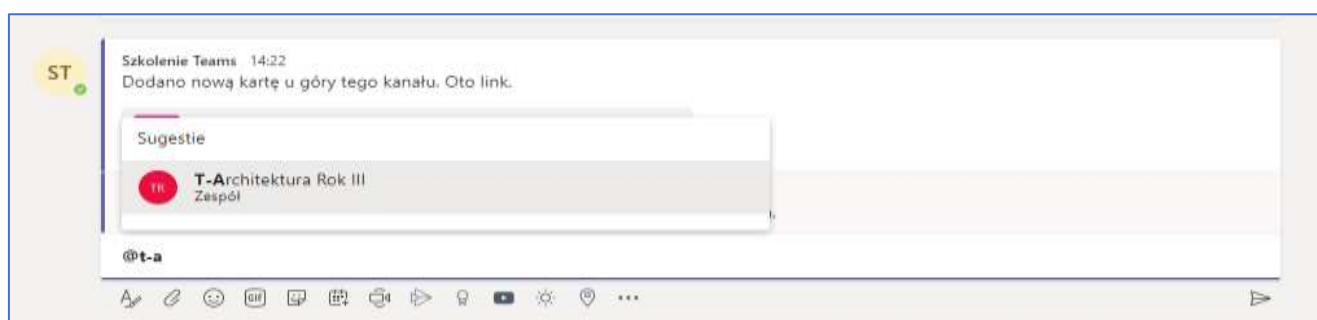 ST
Szkolenie Teams 14:22
Dodano nową kartę u góry tego kanału. Oto link.
Sugestie
TR
T-Architektura Rok III
Zespół
@t-a
GIF